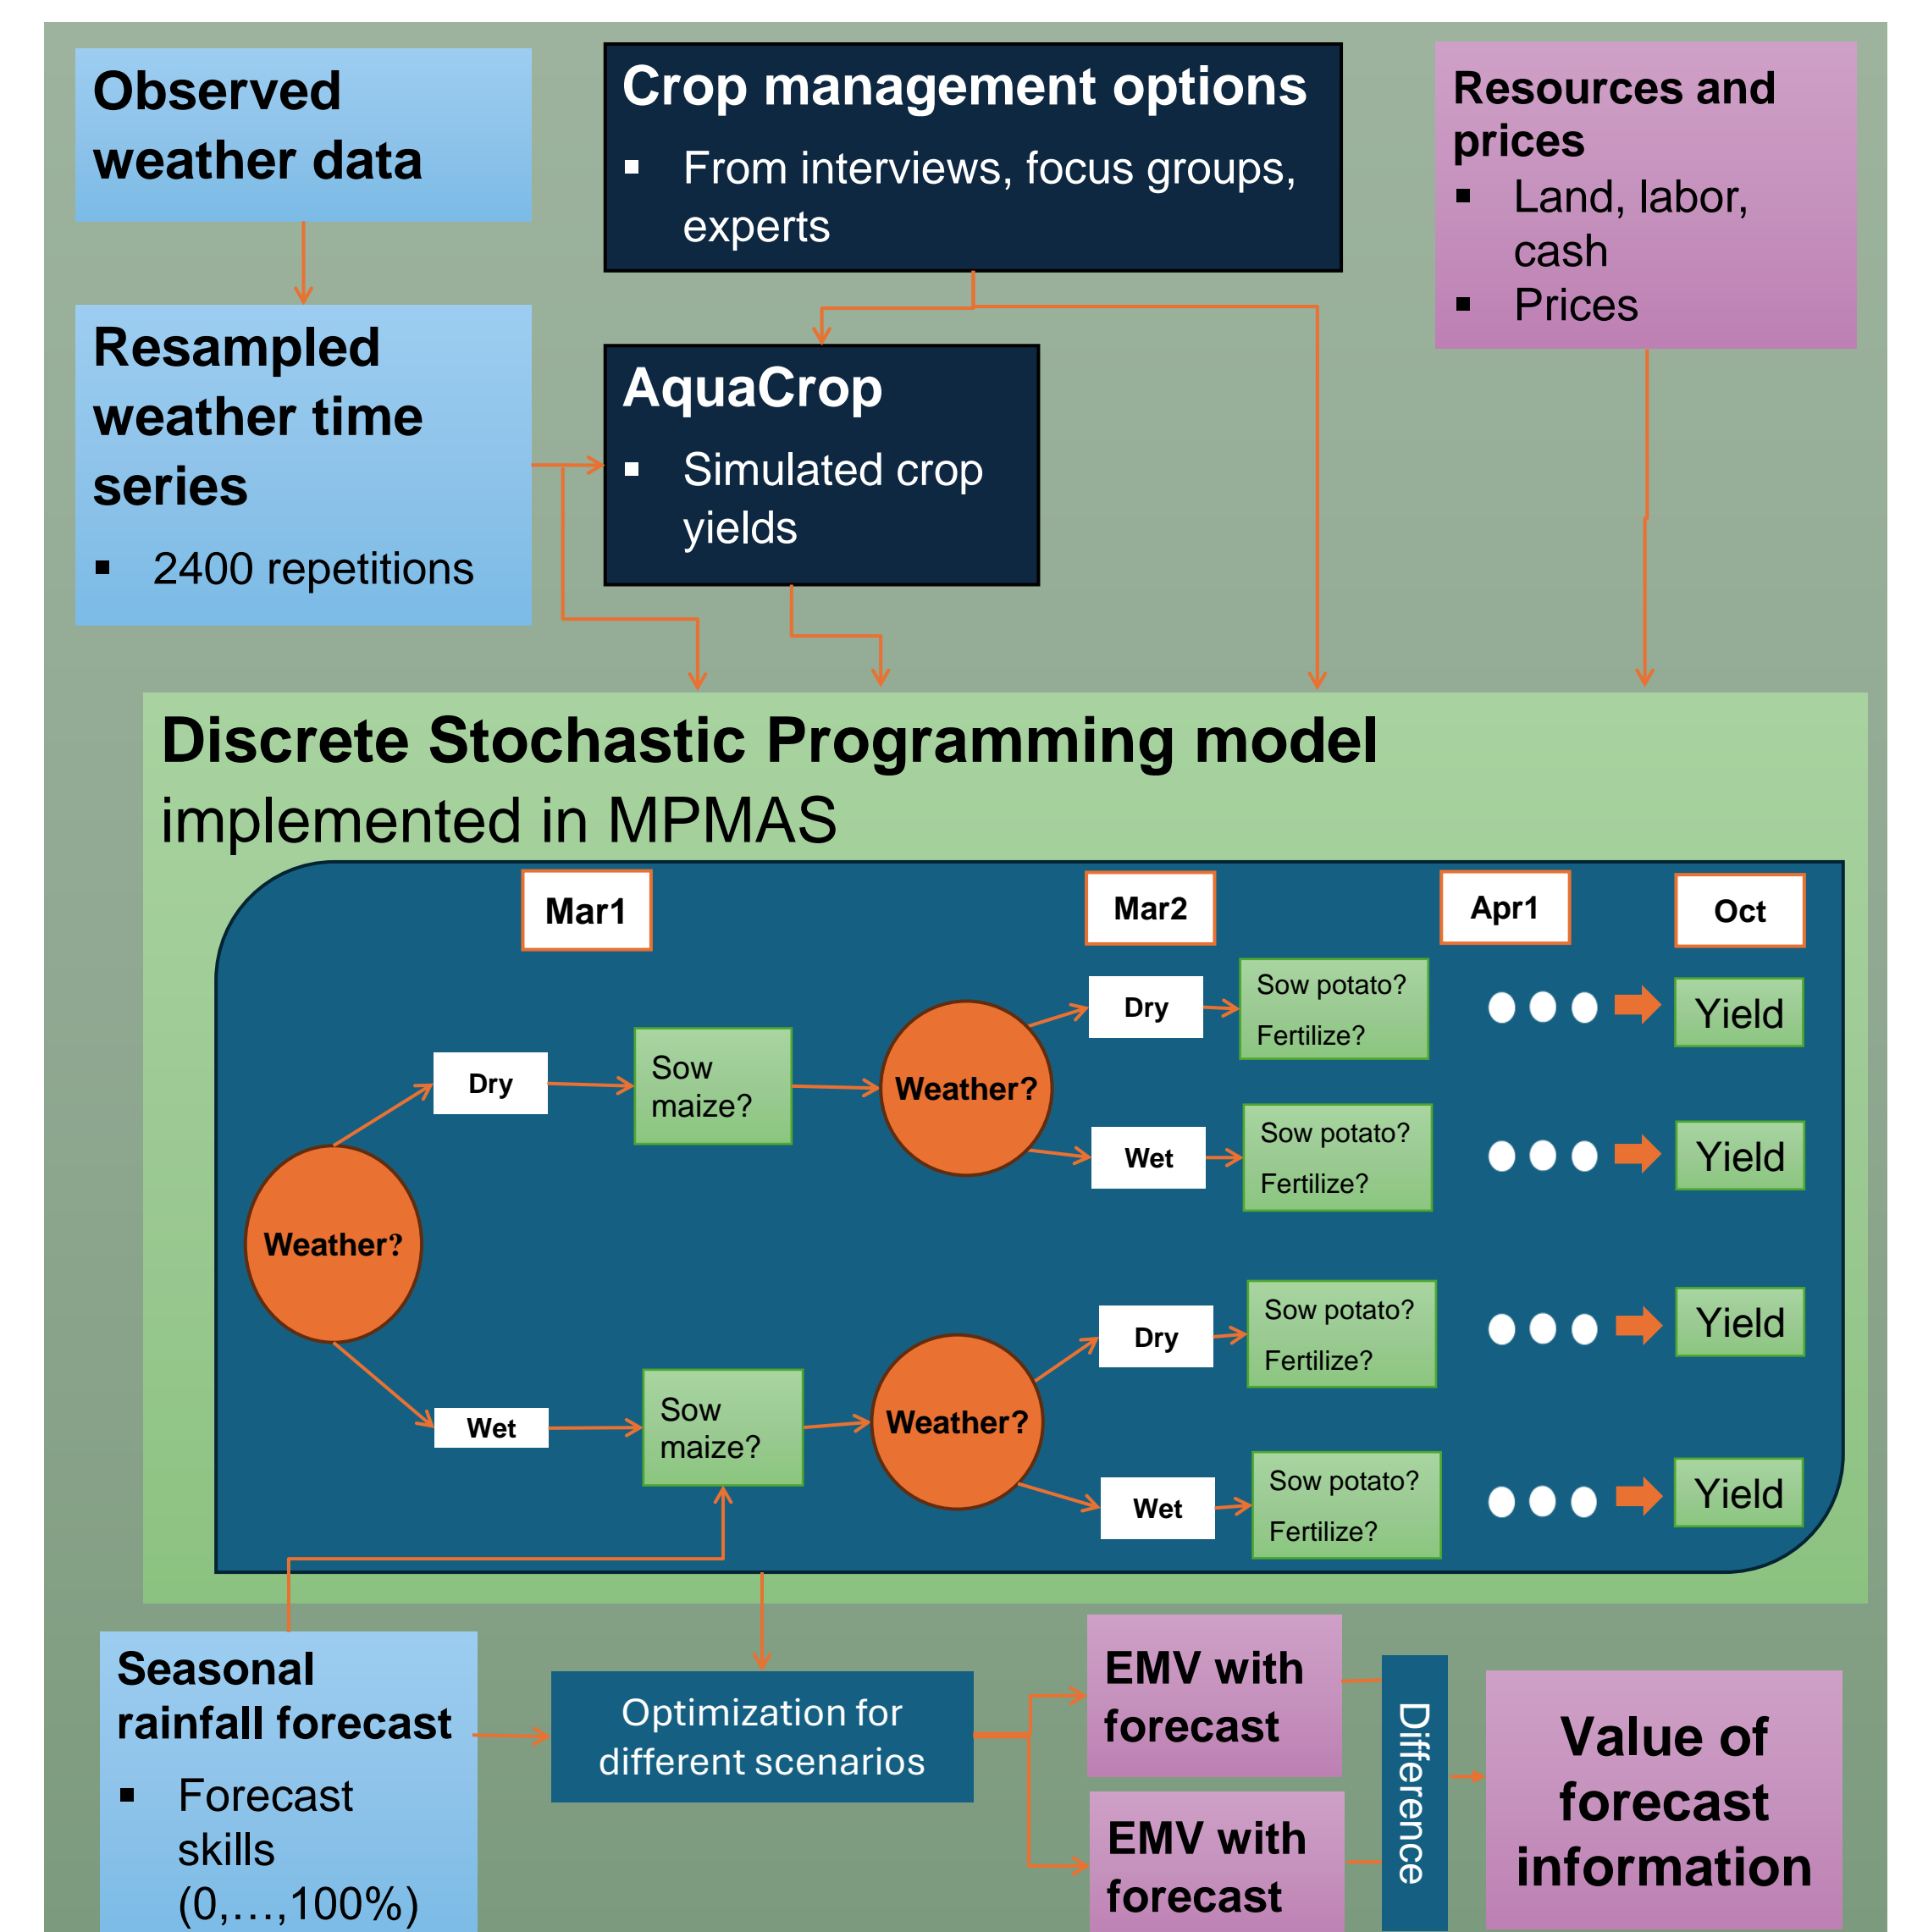 Observed
weather data
Crop management options
▪ From interviews, focus groups,
experts
Resources and
prices
▪ Land, labor,
cash
▪ Prices
Resampled
weather time
series
▪ 2400 repetitions
AquaCrop
▪ Simulated crop
yields
Discrete Stochastic Programming model
implemented in MPMAS
Mar1
Mar2
Apr1
Oct
Weather?
Dry
Sow
maize?
Weather?
Dry
Sow potato?
Fertilize?
Yield
Wet
Sow potato?
Fertilize?
Yield
Wet
Sow
maize?
Weather?
Dry
Sow potato?
Fertilize?
Yield
Wet
Sow potato?
Fertilize?
Yield
Seasonal
rainfall forecast
▪ Forecast
skills
(0,…,100%)
Optimization for
different scenarios
EMV with
forecast
EMV with
forecast
Difference
Value of
forecast
information